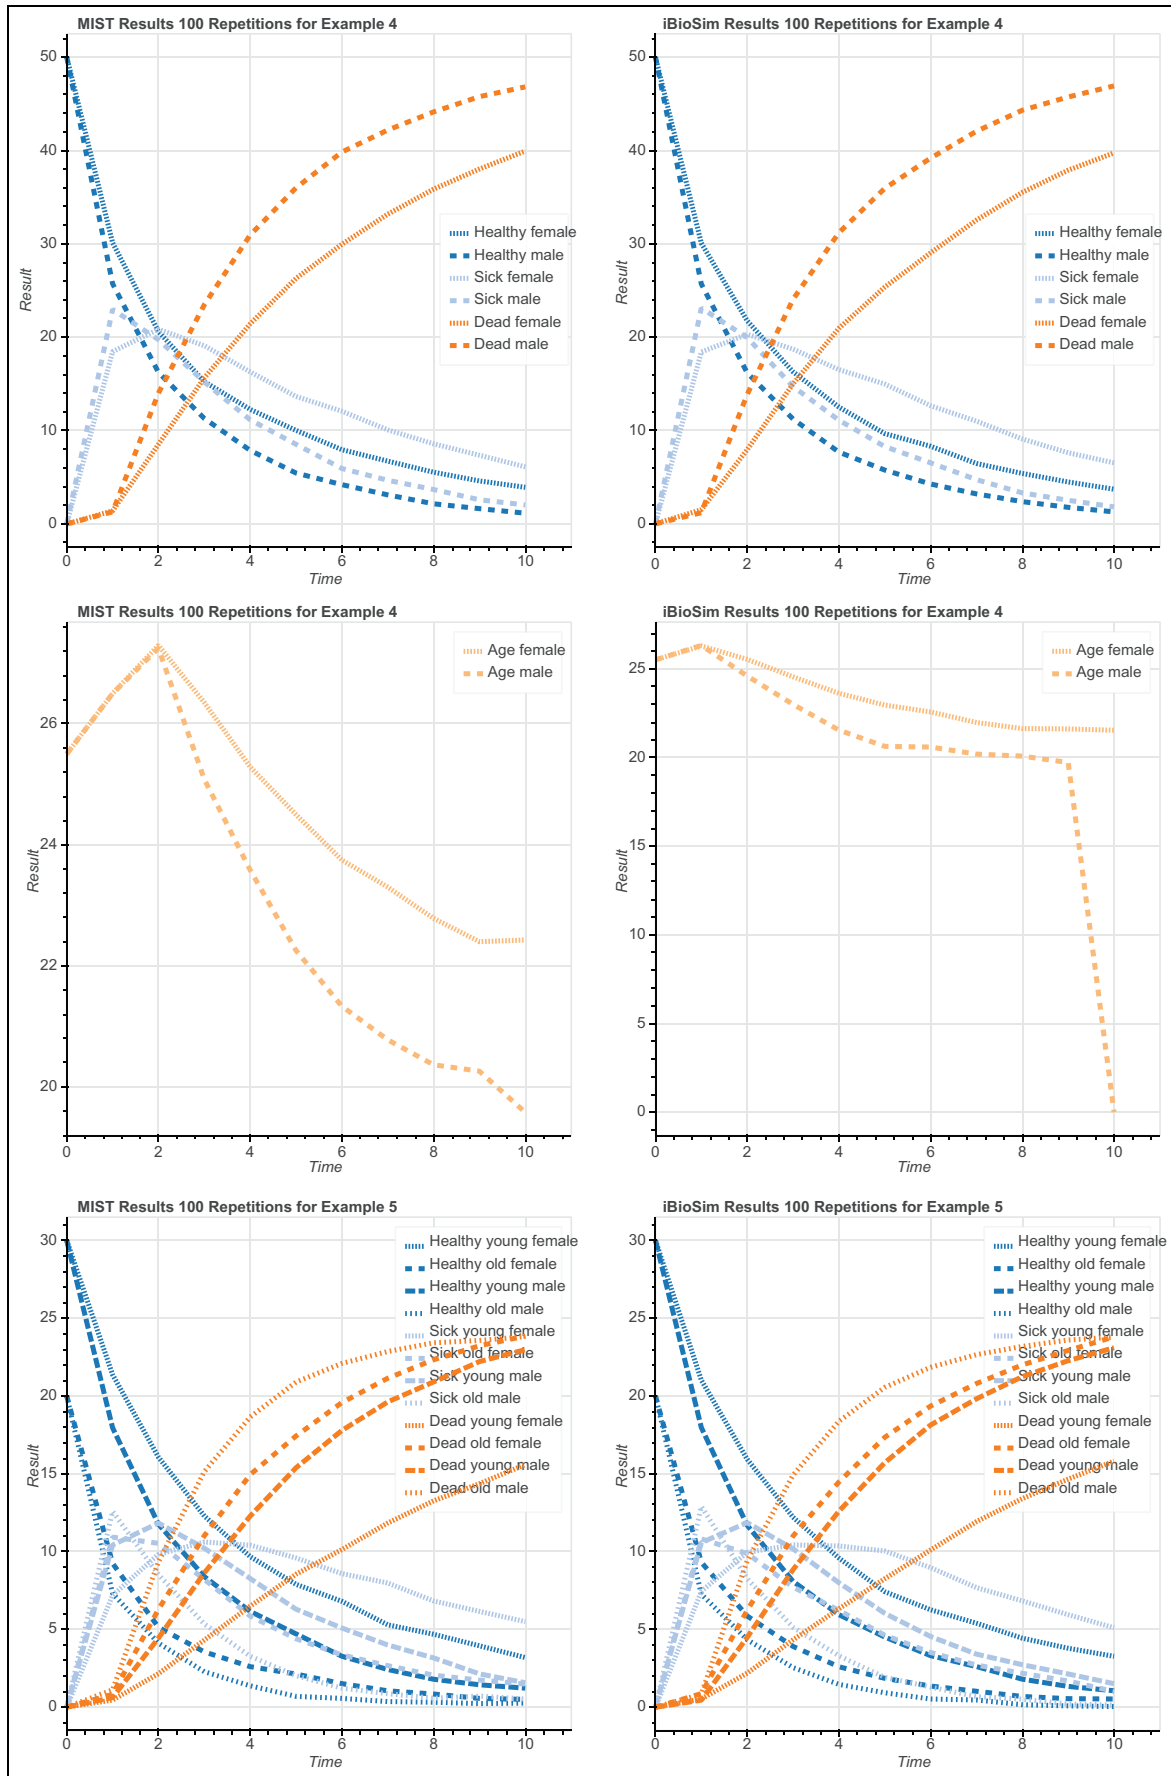 MIST Results 100 Repetitions for Example 4
50
40
30
20
10
0
Result
0 2 4 6 8 10
Time
Healthy female
Healthy male
Sick female
Sick male
Dead female
Dead male
iBioSim Results 100 Repetitions for Example 4
50
40
30
20
10
0
Result
0 2 4 6 8 10
Time
Healthy female
Healthy male
Sick female
Sick male
Dead female
Dead male
MIST Results 100 Repetitions for Example 4
26
24
22
20
Result
0 2 4 6 8 10
Time
Age female
Age male
iBioSim Results 100 Repetitions for Example 4
25
20
15
10
5
0
Result
0 2 4 6 8 10
Time
Age female
Age male
MIST Results 100 Repetitions for Example 5
30
25
20
15
10
5
0
Result
0 2 4 6 8 10
Time
Healthy young female
Healthy old female
Healthy young male
Healthy old male
Sick young female
Sick old female
Sick young male
Sick old male
Dead young female
Dead old female
Dead young male
Dead old male
iBioSim Results 100 Repetitions for Example 5
30
25
20
15
10
5
0
Result
0 2 4 6 8 10
Time
Healthy young female
Healthy old female
Healthy young male
Healthy old male
Sick young female
Sick old female
Sick young male
Sick old male
Dead young female
Dead old female
Dead young male
Dead old male